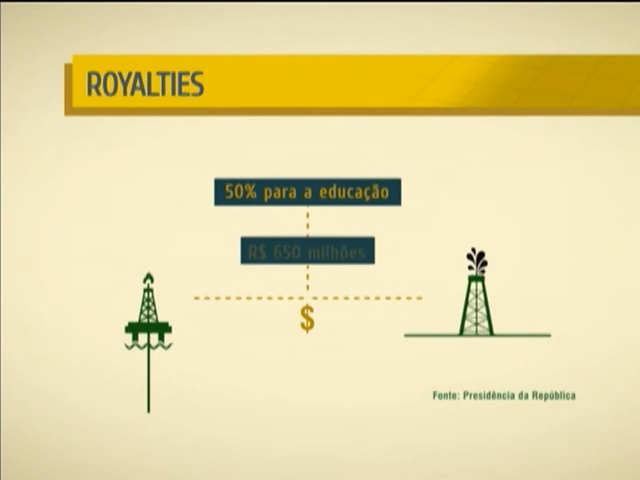 ROYALTIES
50% para a educação
R$ 650 milhões
$
Fonte: Presidência da República